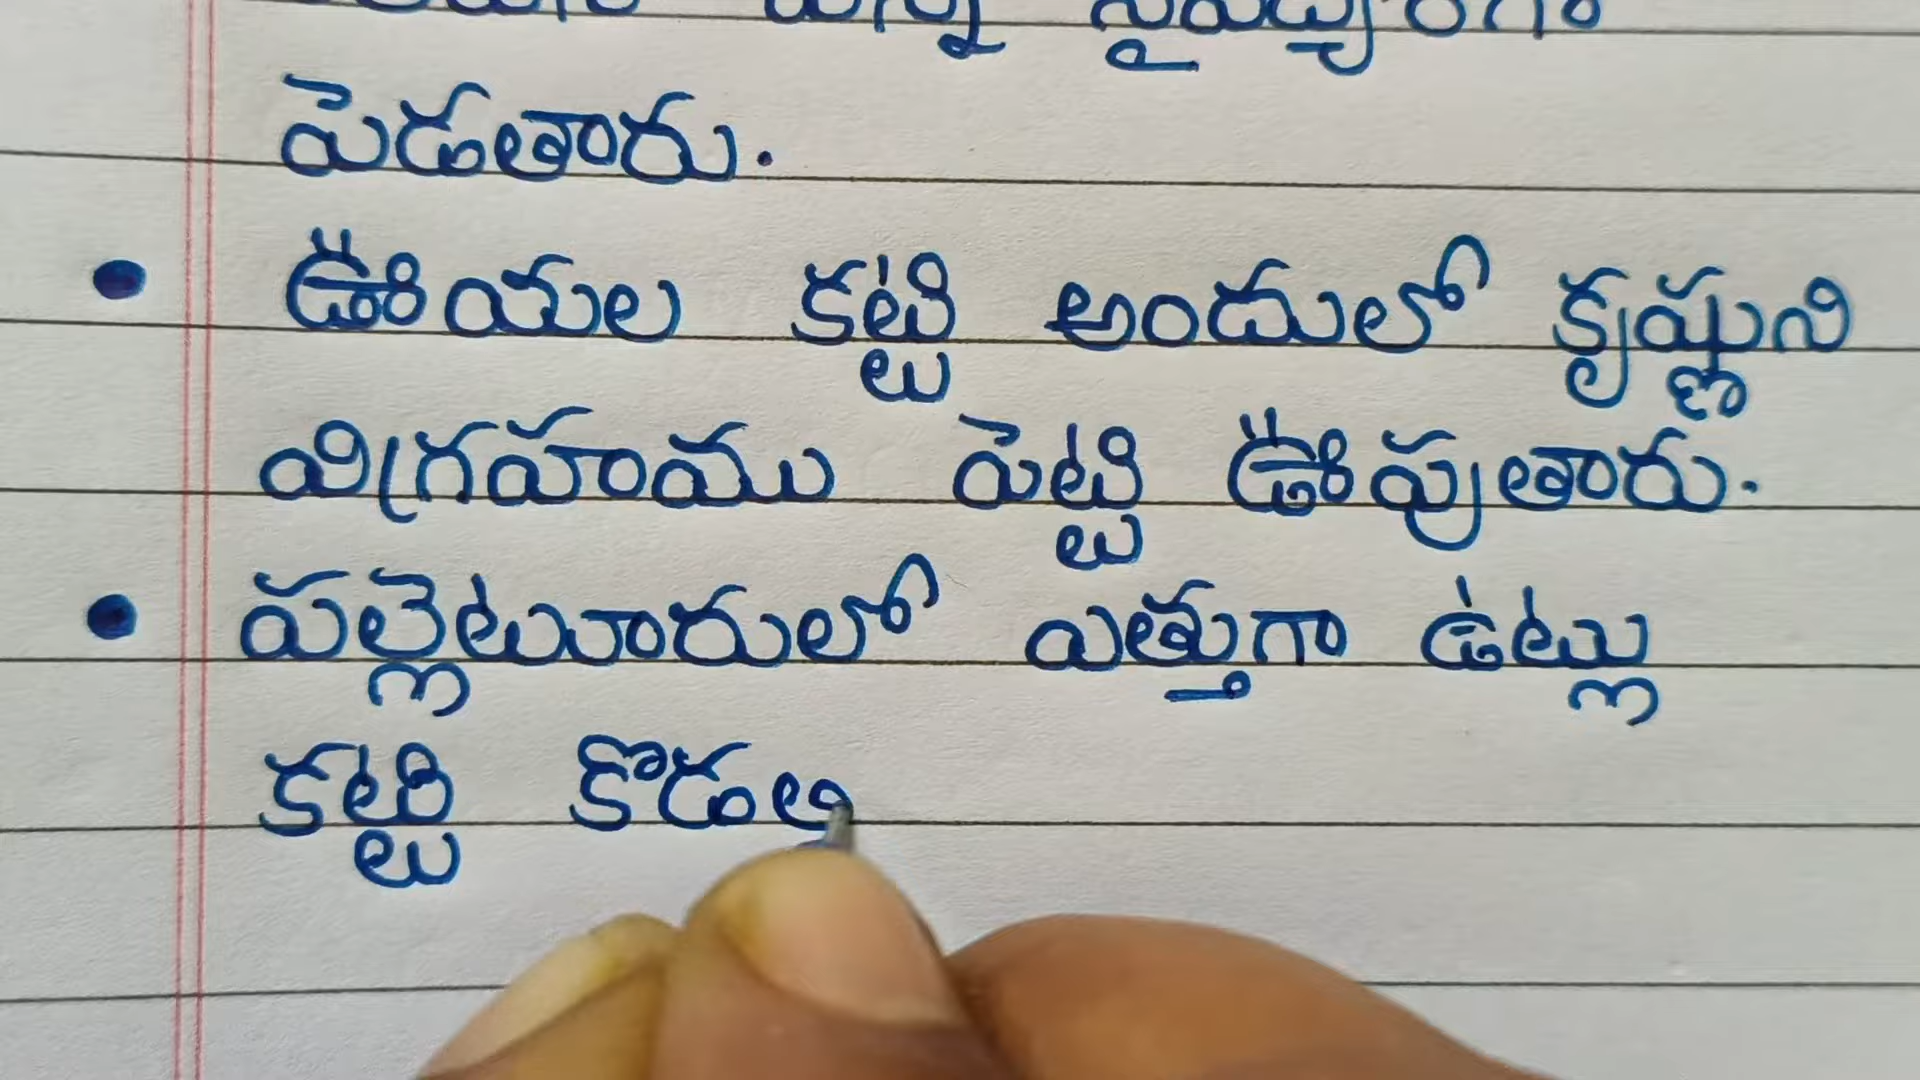 వెన్న నైవేద్యంగా
పెడతారు.
• ఊయల కట్టి అందులో కృష్ణుని
విగ్రహము పెట్టి ఊపుతారు.
• పల్లెటూరులో ఎత్తుగా ఉట్లు
కట్టి